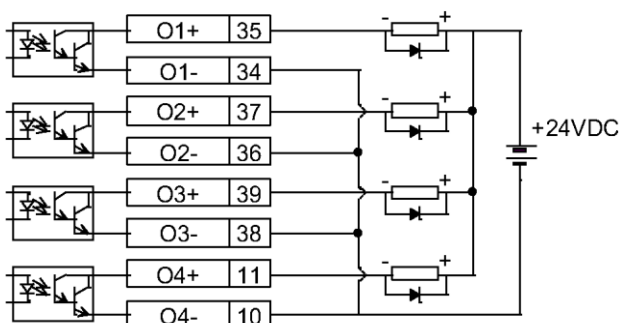 O1+ 35 - +
O1- 34
O2+ 37 - +
+24VDC
O2- 36
O3+ 39 - +
O3- 38
O4+ 11 - +
O4- 10